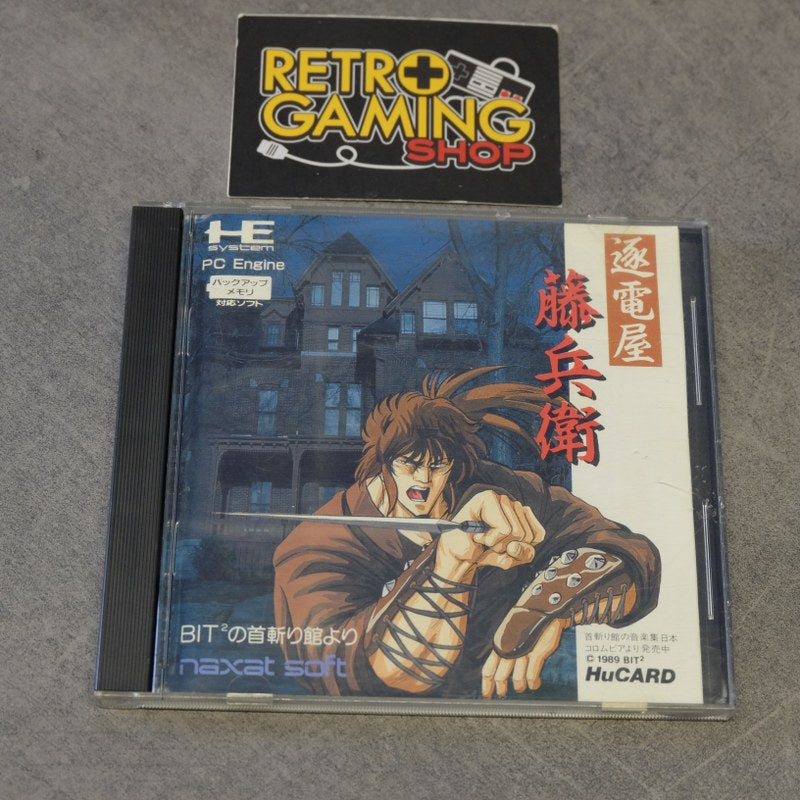 RETRO
GAMING
SHOP
HE
system
PC Engine
バックアップ
メモリ
対応ソフト
逐電屋
藤兵衛
BIT²の首斬り館より
naxat soft
首斬り館の音楽集日本
コロムビアより発売中
© 1989 BIT²
HuCARD